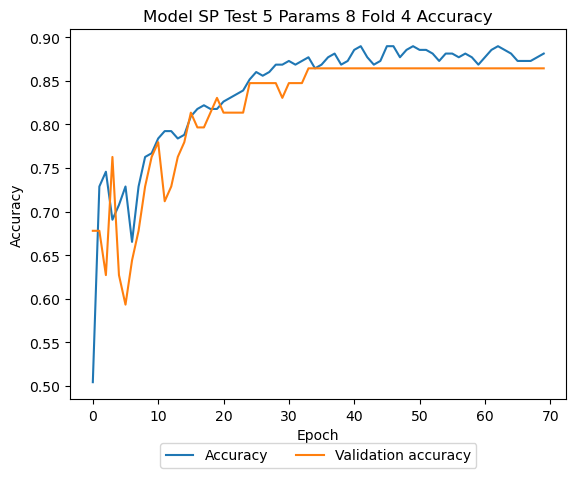 Model SP Test 5 Params 8 Fold 4 Accuracy
0.90
0.85
0.80
0.75
0.70
0.65
0.60
0.55
0.50
Accuracy
0 10 20 30 40 50 60 70
Epoch
Accuracy Validation accuracy